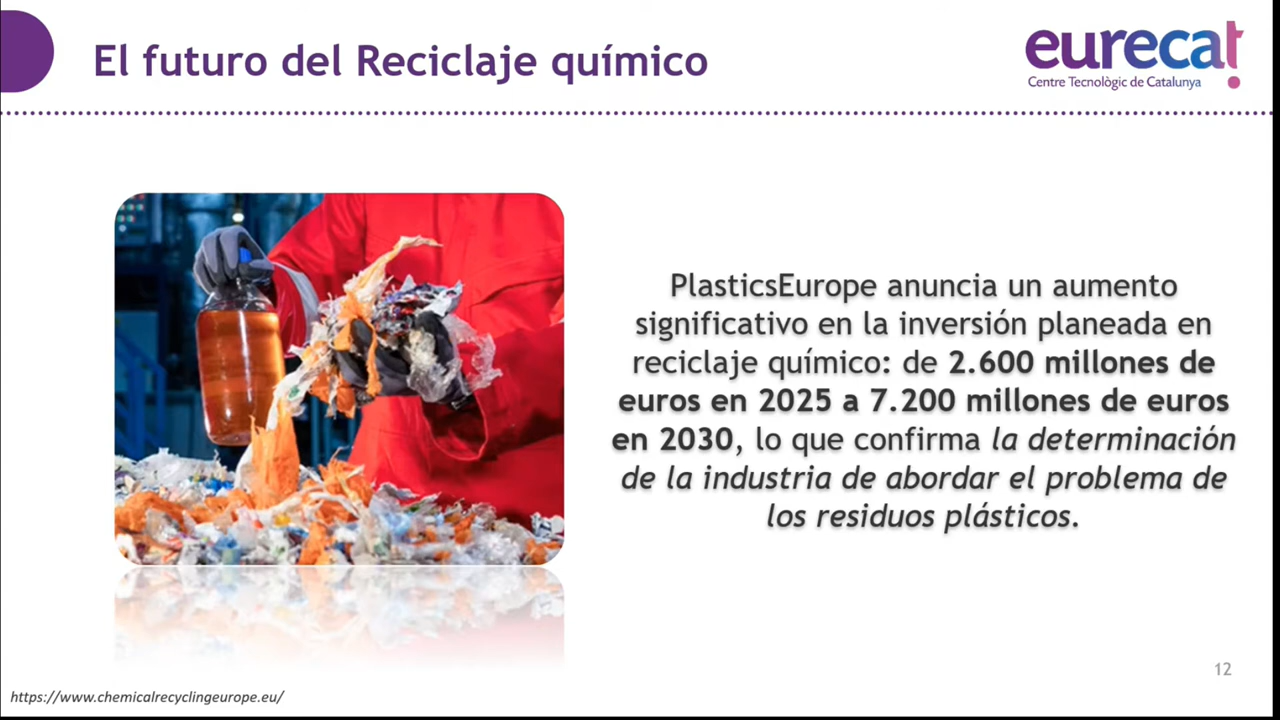 El futuro del Reciclaje químico
eurecat
Centre Tecnològic de Catalunya
PlasticsEurope anuncia un aumento
significativo en la inversión planeada en
reciclaje químico: de 2.600 millones de
euros en 2025 a 7.200 millones de euros
en 2030, lo que confirma la determinación
de la industria de abordar el problema de
los residuos plásticos.
12
https://www.chemicalrecyclingeurope.eu/